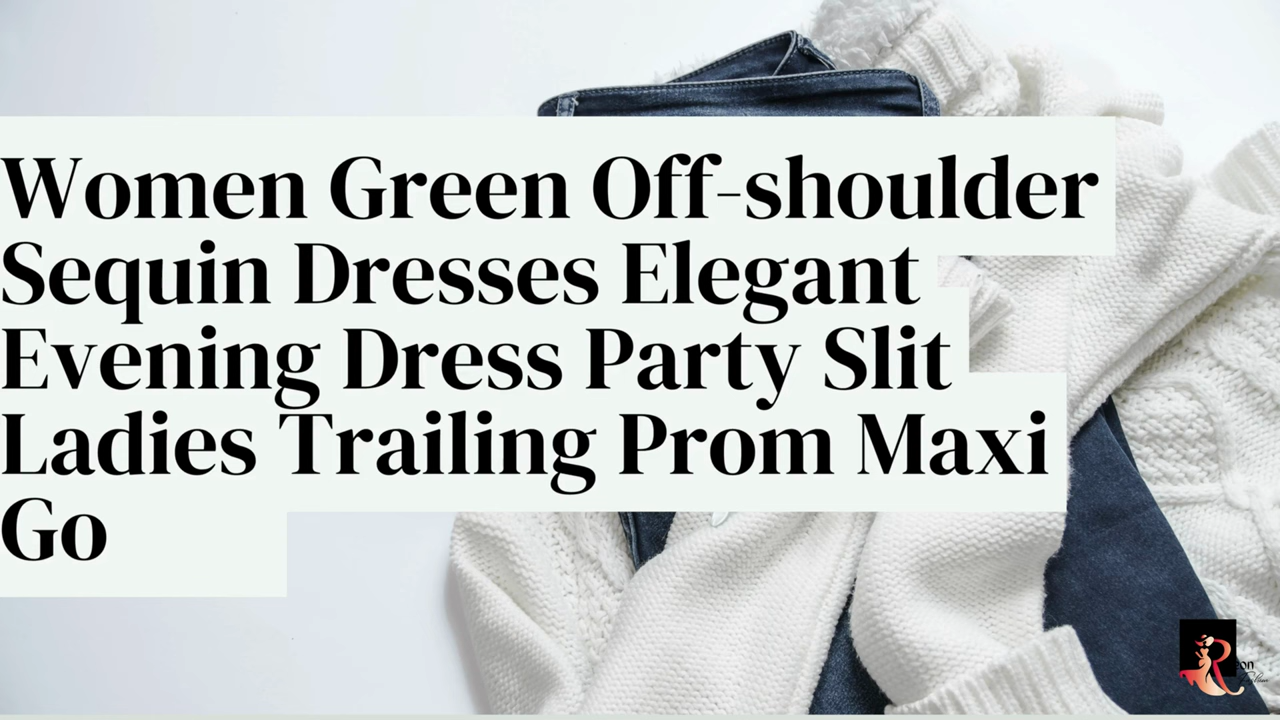 Women Green Off-shoulder
Sequin Dresses Elegant
Evening Dress Party Slit
Ladies Trailing Prom Maxi
Go